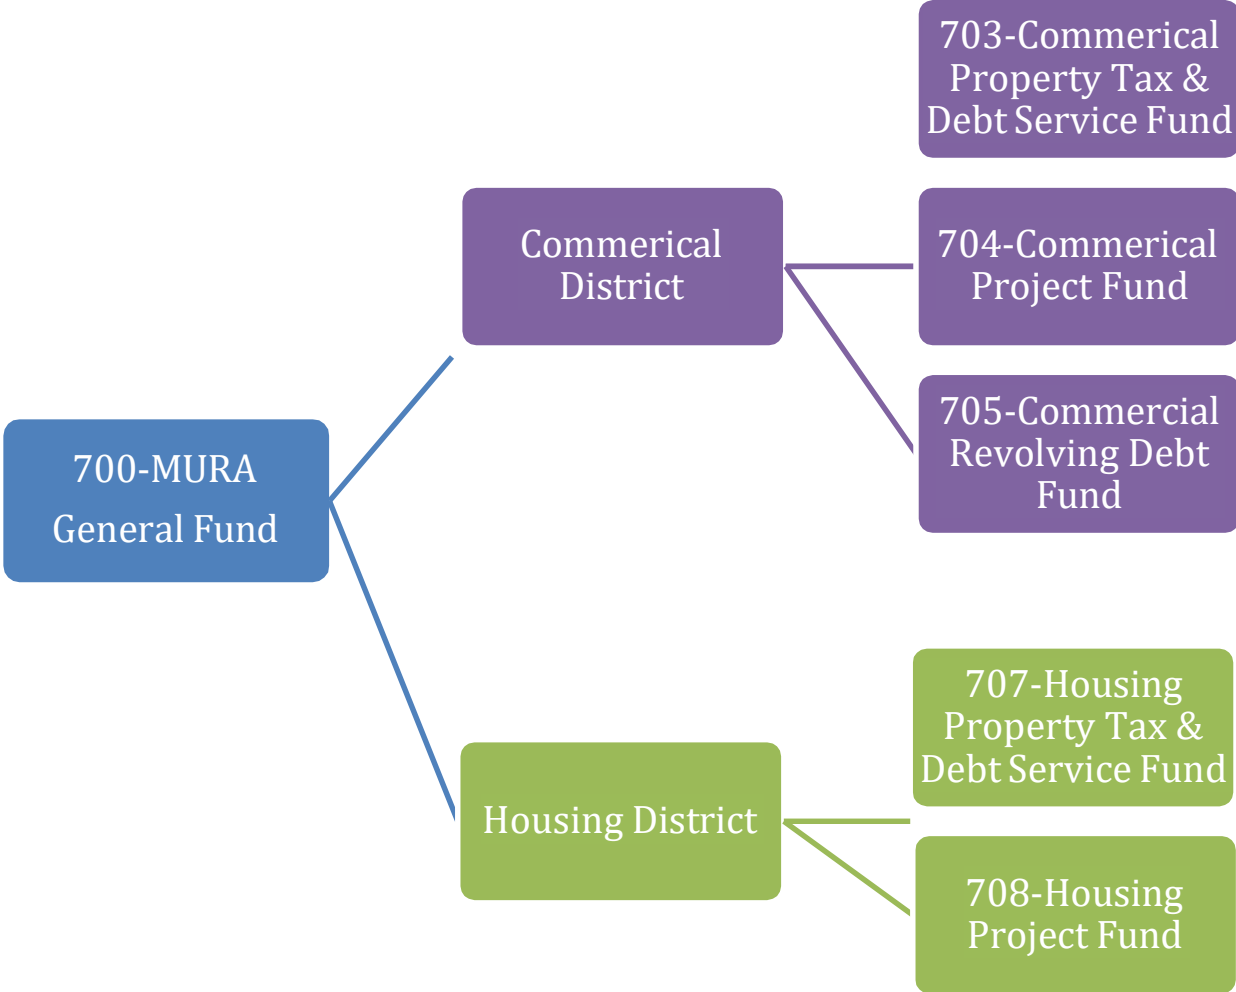 700-MURA
General Fund
Commerical
District
703-Commerical
Property Tax &
Debt Service Fund
704-Commerical
Project Fund
705-Commercial
Revolving Debt
Fund
Housing District
707-Housing
Property Tax &
Debt Service Fund
708-Housing
Project Fund